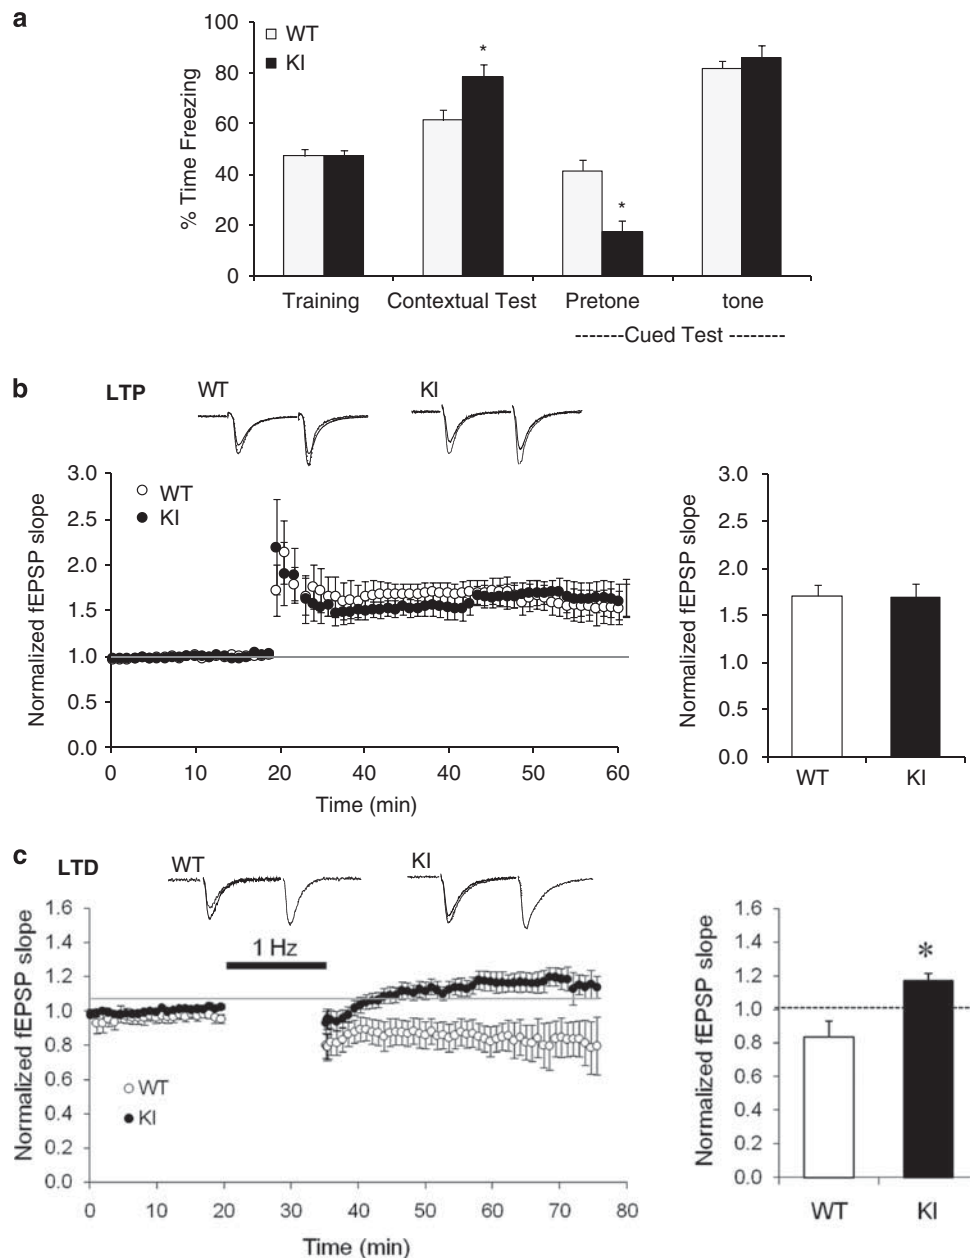 a
WT
KI
% Time Freezing
100
80
60
40
20
0
*
*
Training Contextual Test Pretone tone
-------Cued Test --------
b
LTP
WT
KI
Normalized fEPSP slope
3.0
2.5
2.0
1.5
1.0
0.5
0.0
WT
KI
0 10 20 30 40 50 60
Time (min)
Normalized fEPSP slope
3.0
2.5
2.0
1.5
1.0
0.5
0.0
WT KI
c
LTD
WT
KI
Normalized fEPSP slope
1.6
1.4
1.2
1.0
0.8
0.6
0.4
0.2
0.0
1 Hz
WT
KI
0 10 20 30 40 50 60 70 80
Time (min)
Normalized fEPSP slope
1.6
1.4
1.2
1.0
0.8
0.6
0.4
0.2
0.0
*
WT KI